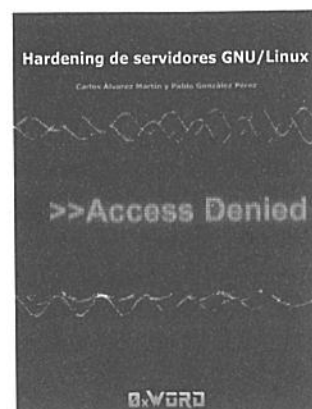 Hardening de servidores GNU/Linux
Carlos Álvarez Martín y Pablo González Pérez
>>Access Denied
0xWORD